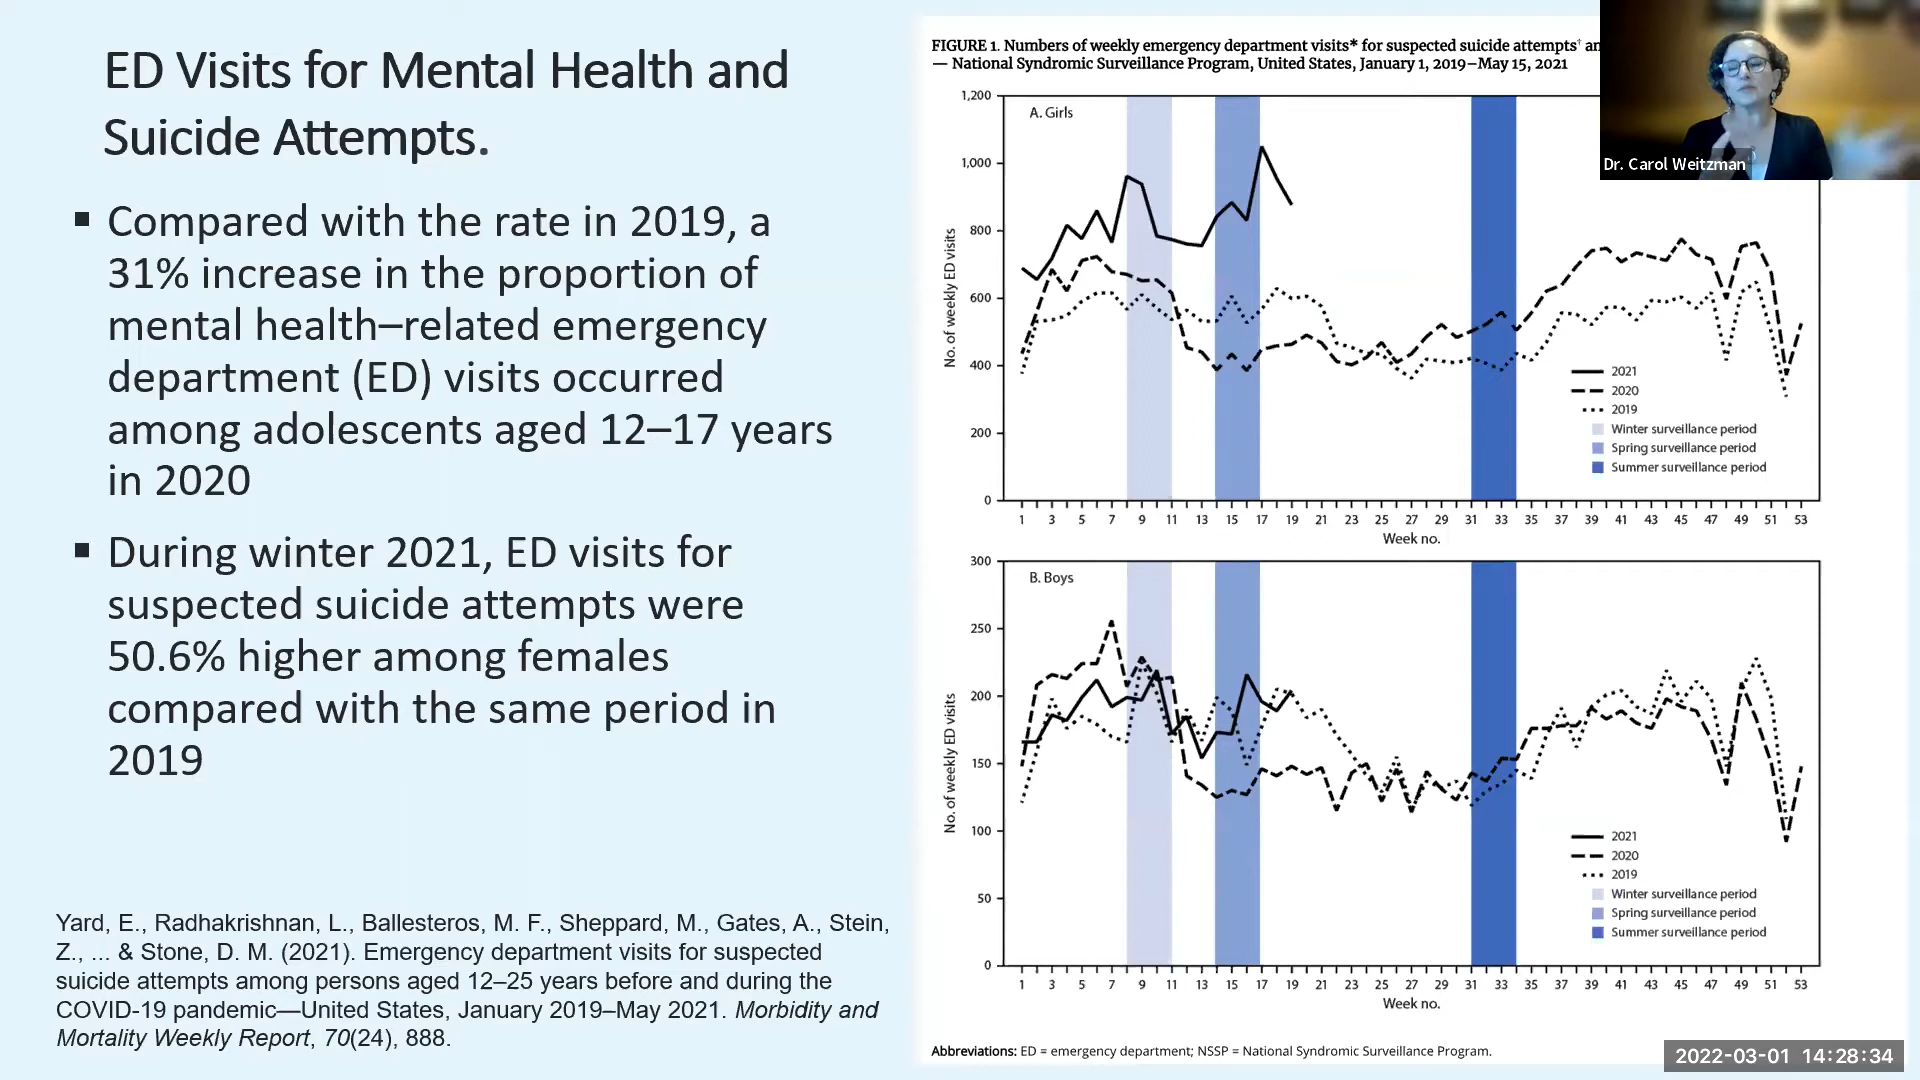 ED Visits for Mental Health and
Suicide Attempts.
▪ Compared with the rate in 2019, a
31% increase in the proportion of
mental health–related emergency
department (ED) visits occurred
among adolescents aged 12–17 years
in 2020
▪ During winter 2021, ED visits for
suspected suicide attempts were
50.6% higher among females
compared with the same period in
2019
Yard, E., Radhakrishnan, L., Ballesteros, M. F., Sheppard, M., Gates, A., Stein,
Z., ... & Stone, D. M. (2021). Emergency department visits for suspected
suicide attempts among persons aged 12–25 years before and during the
COVID-19 pandemic—United States, January 2019–May 2021. Morbidity and
Mortality Weekly Report, 70(24), 888.
FIGURE 1. Numbers of weekly emergency department visits* for suspected suicide attempts†
— National Syndromic Surveillance Program, United States, January 1, 2019–May 15, 2021
Dr. Carol Weitzman
A. Girls
No. of weekly ED visits
1,200
1,000
800
600
400
200
0
2021
2020
2019
Winter surveillance period
Spring surveillance period
Summer surveillance period
1 3 5 7 9 11 13 15 17 19 21 23 25 27 29 31 33 35 37 39 41 43 45 47 49 51 53
Week no.
B. Boys
No. of weekly ED visits
300
250
200
150
100
50
0
2021
2020
2019
Winter surveillance period
Spring surveillance period
Summer surveillance period
1 3 5 7 9 11 13 15 17 19 21 23 25 27 29 31 33 35 37 39 41 43 45 47 49 51 53
Week no.
Abbreviations: ED = emergency department; NSSP = National Syndromic Surveillance Program.
2022-03-01 14:28:34